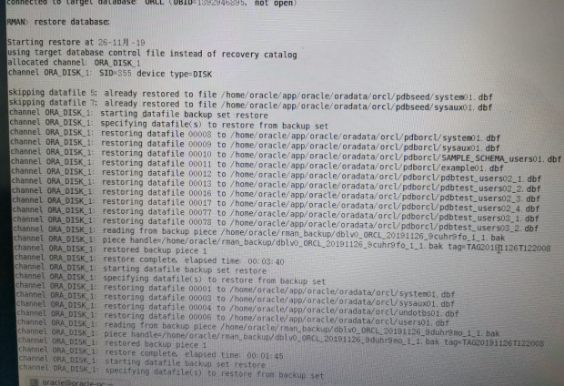 connected to target database: ORCL (DBID=1392946895, not open)
RMAN> restore database;
Starting restore at 26-11月-19
using target database control file instead of recovery catalog
allocated channel: ORA_DISK_1
channel ORA_DISK_1: SID=355 device type=DISK
skipping datafile 5; already restored to file /home/oracle/app/oracle/oradata/orcl/pdbseed/system01.dbf
skipping datafile 7; already restored to file /home/oracle/app/oracle/oradata/orcl/pdbseed/sysaux01.dbf
channel ORA_DISK_1: starting datafile backup set restore
channel ORA_DISK_1: specifying datafile(s) to restore from backup set
channel ORA_DISK_1: restoring datafile 00008 to /home/oracle/app/oracle/oradata/orcl/pdborcl/system01.dbf
channel ORA_DISK_1: restoring datafile 00009 to /home/oracle/app/oracle/oradata/orcl/pdborcl/sysaux01.dbf
channel ORA_DISK_1: restoring datafile 00010 to /home/oracle/app/oracle/oradata/orcl/pdborcl/SAMPLE_SCHEMA_users01.dbf
channel ORA_DISK_1: restoring datafile 00011 to /home/oracle/app/oracle/oradata/orcl/pdborcl/example01.dbf
channel ORA_DISK_1: restoring datafile 00012 to /home/oracle/app/oracle/oradata/orcl/pdborcl/pdbtest_users02_1.dbf
channel ORA_DISK_1: restoring datafile 00013 to /home/oracle/app/oracle/oradata/orcl/pdborcl/pdbtest_users02_2.dbf
channel ORA_DISK_1: restoring datafile 00016 to /home/oracle/app/oracle/oradata/orcl/pdborcl/pdbtest_users02_3.dbf
channel ORA_DISK_1: restoring datafile 00017 to /home/oracle/app/oracle/oradata/orcl/pdborcl/pdbtest_users02_4.dbf
channel ORA_DISK_1: restoring datafile to /home/oracle/app/oracle/oradata/orcl/pdborcl/pdbtest_users03_1.dbf
channel ORA_DISK_1: restoring datafile to /home/oracle/app/oracle/oradata/orcl/pdborcl/pdbtest_users03_2.dbf
channel ORA_DISK_1: reading from backup piece /home/oracle/rman_backup/dblv0_ORCL_20191126_9cuhr9fo_1_1.bak
channel ORA_DISK_1: piece handle=/home/oracle/rman_backup/dblv0_ORCL_20191126_9cuhr9fo_1_1.bak tag=TAG20191126T122008
channel ORA_DISK_1: restored backup piece 1
channel ORA_DISK_1: restore complete, elapsed time: 00:03:40
channel ORA_DISK_1: starting datafile backup set restore
channel ORA_DISK_1: specifying datafile(s) to restore from backup set
channel ORA_DISK_1: restoring datafile 00001 to /home/oracle/app/oracle/oradata/orcl/system01.dbf
channel ORA_DISK_1: restoring datafile 00003 to /home/oracle/app/oracle/oradata/orcl/sysaux01.dbf
channel ORA_DISK_1: restoring datafile 00004 to /home/oracle/app/oracle/oradata/orcl/undotbs01.dbf
channel ORA_DISK_1: restoring datafile 00006 to /home/oracle/app/oracle/oradata/orcl/users01.dbf
channel ORA_DISK_1: reading from backup piece /home/oracle/rman_backup/dblv0_ORCL_20191126_9duhr9mo_1_1.bak
channel ORA_DISK_1: piece handle=/home/oracle/rman_backup/dblv0_ORCL_20191126_9duhr9mo_1_1.bak tag=TAG20191126T122008
channel ORA_DISK_1: restored backup piece 1
channel ORA_DISK_1: restore complete, elapsed time: 00:01:45
channel ORA_DISK_1: starting datafile backup set restore
channel ORA_DISK_1: specifying datafile(s) to restore from backup set